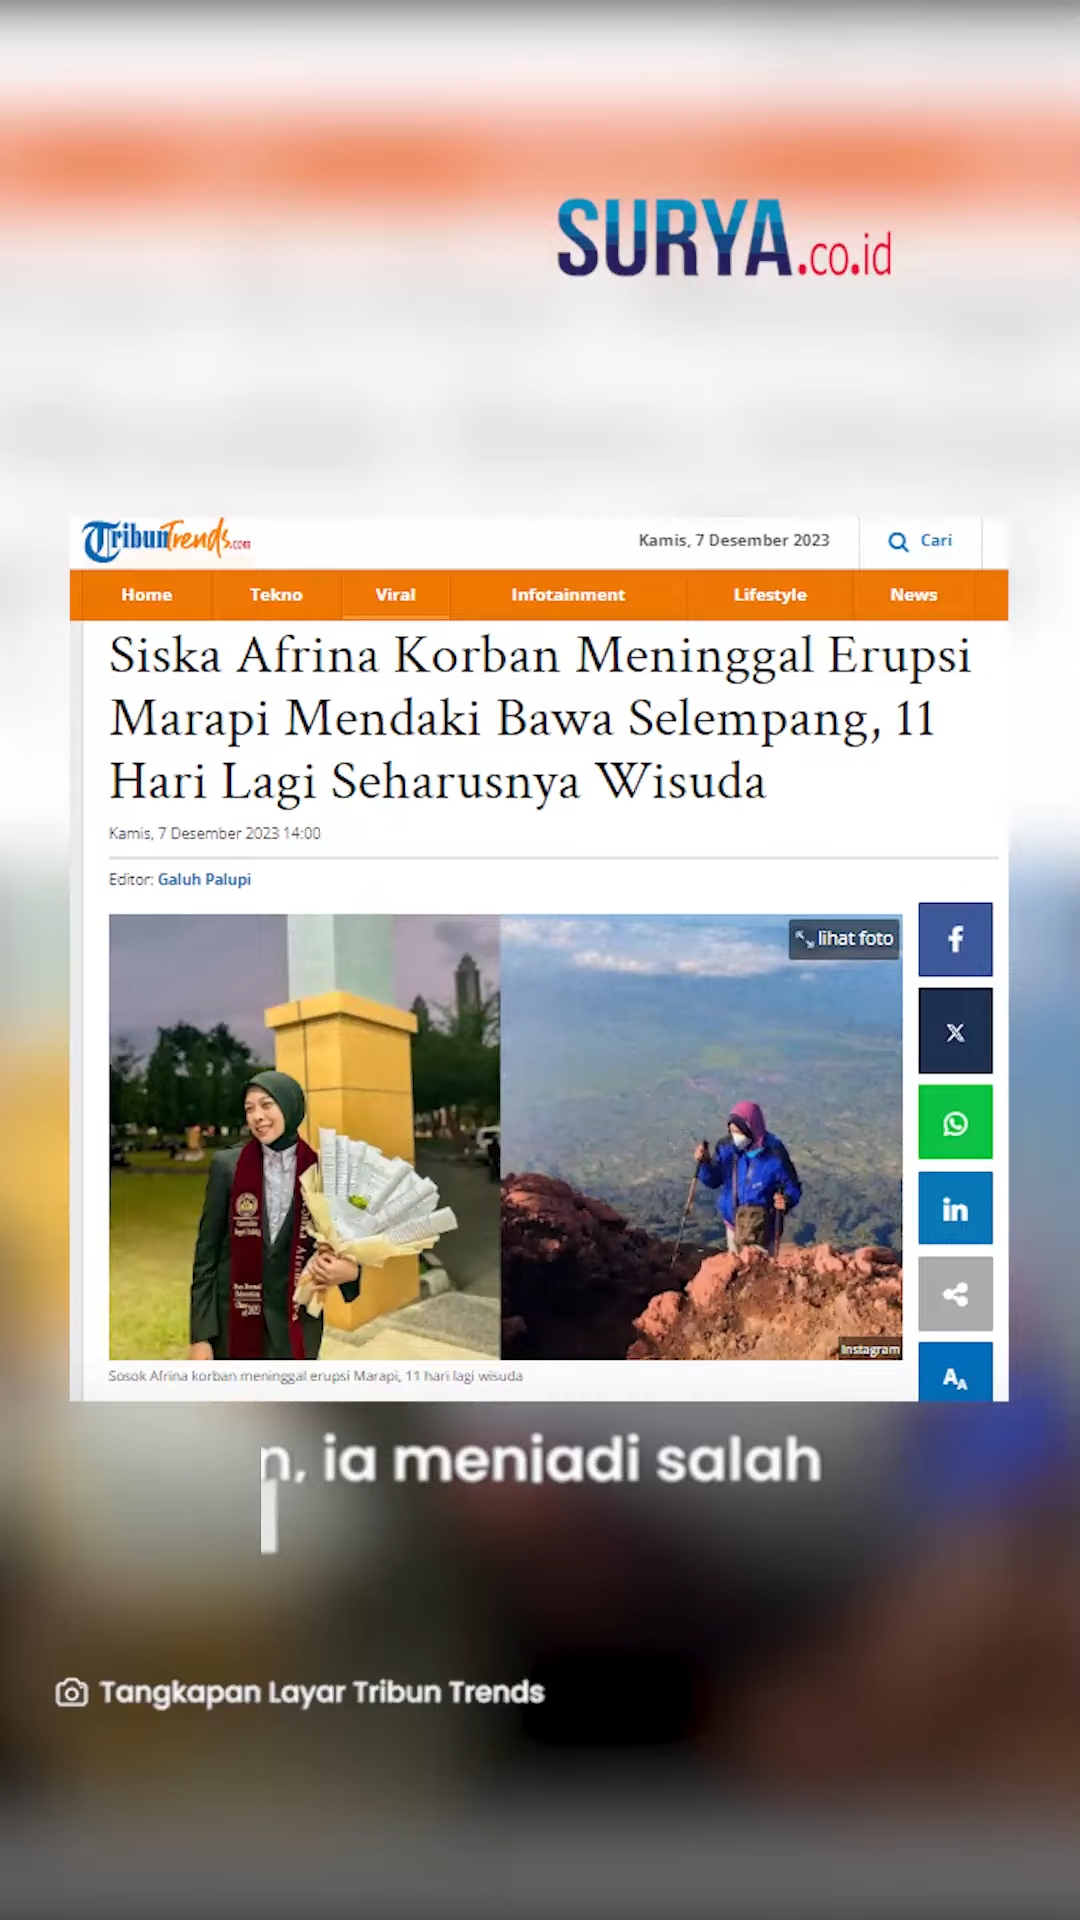 SURYA.co.id
TribunTrends.com
Kamis, 7 Desember 2023
Cari
Home Tekno Viral Infotainment Lifestyle News
Siska Afrina Korban Meninggal Erupsi
Marapi Mendaki Bawa Selempang, 11
Hari Lagi Seharusnya Wisuda
Kamis, 7 Desember 2023 14:00
Editor: Galuh Palupi
lihat foto
Instagram
Sosok Afrina korban meninggal erupsi Marapi, 11 hari lagi wisuda
ia menjadi salah
Tangkapan Layar Tribun Trends